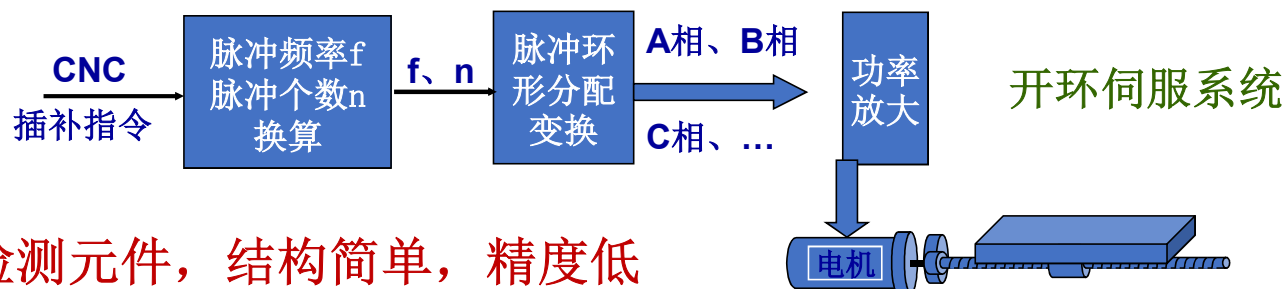 CNC
插补指令
脉冲频率f
脉冲个数n
换算
f、n
脉冲环
形分配
变换
A相、B相
C相、…
功率
放大
开环伺服系统
检测元件，结构简单，精度低
电机